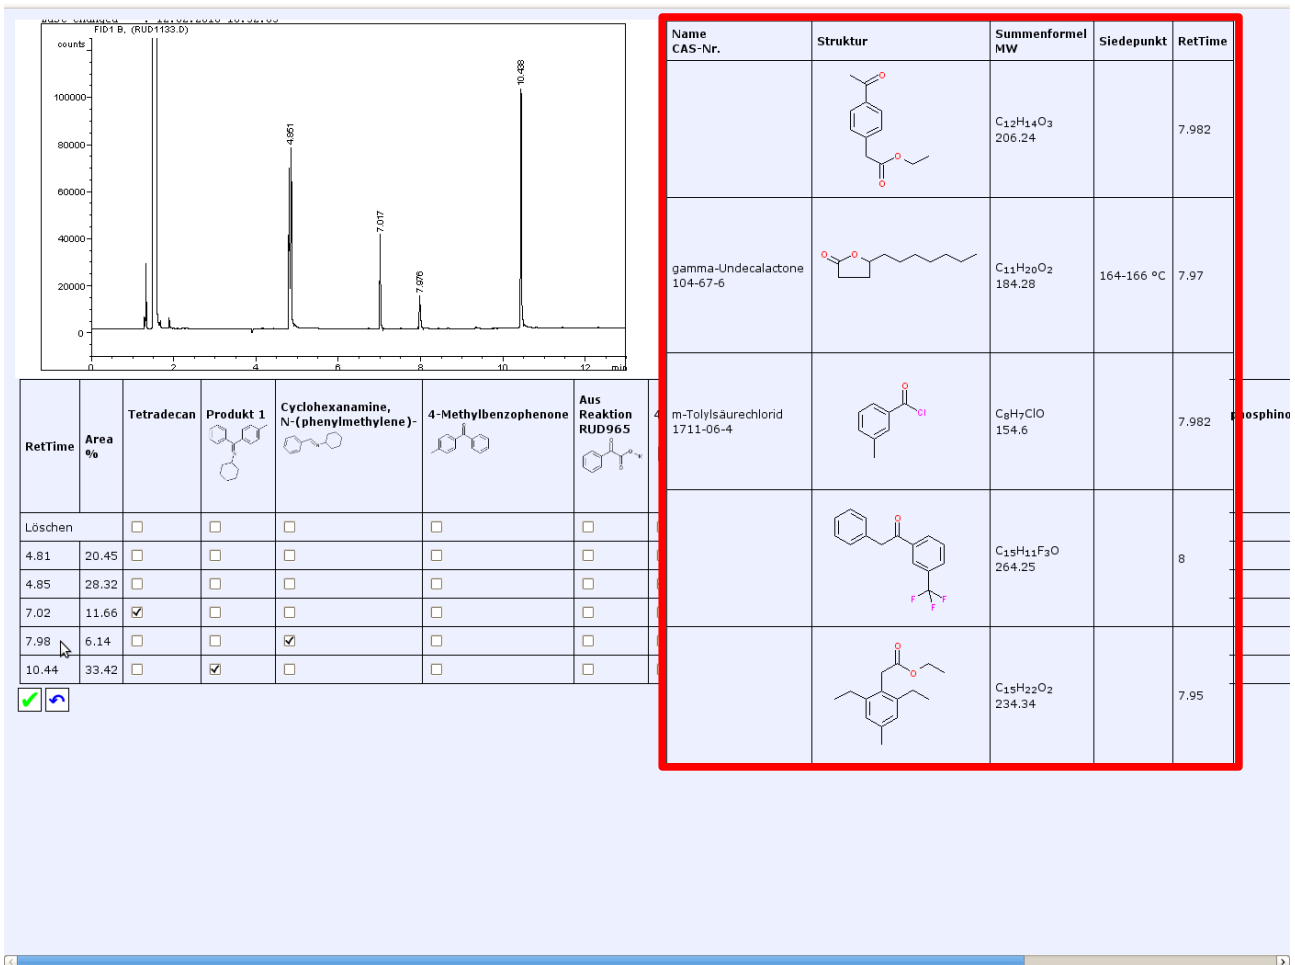 FID1 B, (RUD1133.D)
counts
100000
80000
60000
40000
20000
0
0 2 4 6 8 10 12 min
4.851
7.017
7.976
10.438
Name
CAS-Nr.
Struktur
Summenformel
MW
Siedepunkt
RetTime
O
O
O
C12H14O3
206.24
7.982
gamma-Undecalactone
104-67-6
O
O
C11H20O2
184.28
164-166 °C
7.97
m-Tolylsäurechlorid
1711-06-4
O
Cl
C8H7ClO
154.6
7.982
O
F
F
F
C15H11F3O
264.25
8
O
O
C15H22O2
234.34
7.95
RetTime
Area
%
Tetradecan
Produkt 1
Cyclohexanamine,
N-(phenylmethylene)-
4-Methylbenzophenone
Aus
Reaktion
RUD965
4
phosphino
Löschen
4.81 20.45
4.85 28.32
7.02 11.66
7.98 6.14
10.44 33.42